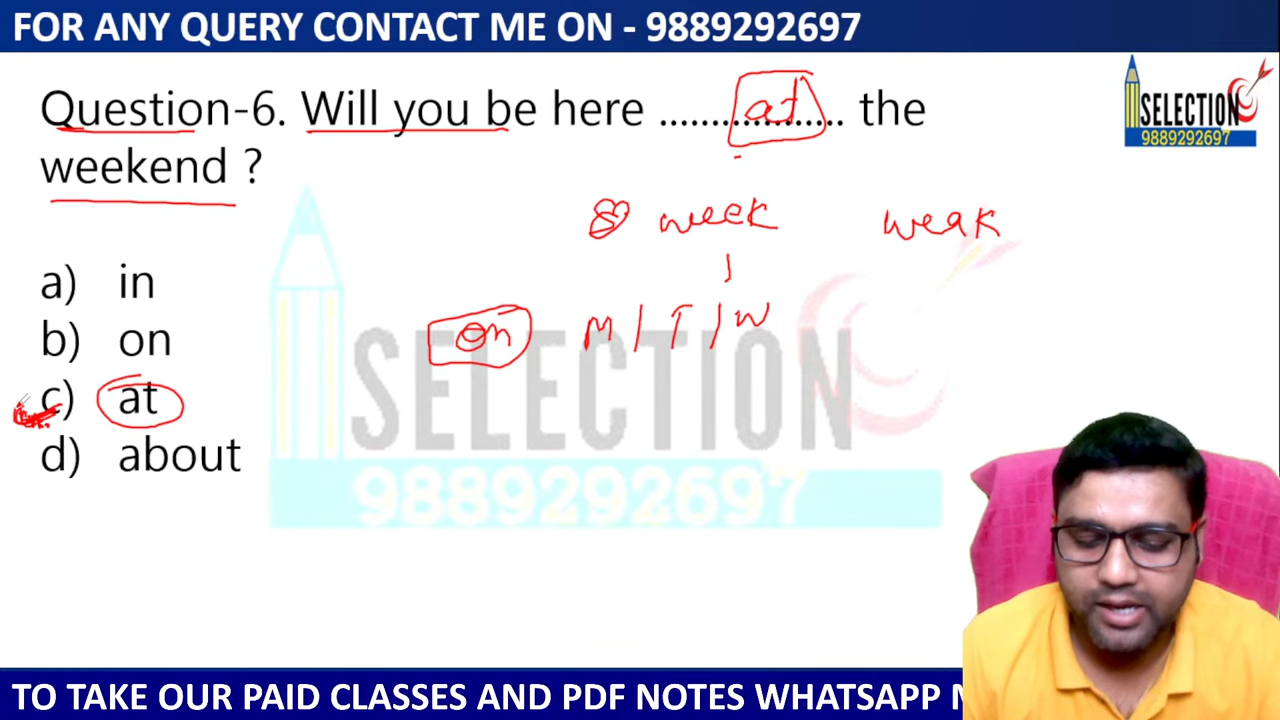 FOR ANY QUERY CONTACT ME ON - 9889292697
Question-6. Will you be here ......at...... the
weekend ?
SELECTION
9889292697
week weak
a) in
on M / T / W
b) on
c) at
d) about
SELECTION
9889292697
TO TAKE OUR PAID CLASSES AND PDF NOTES WHATSAPP